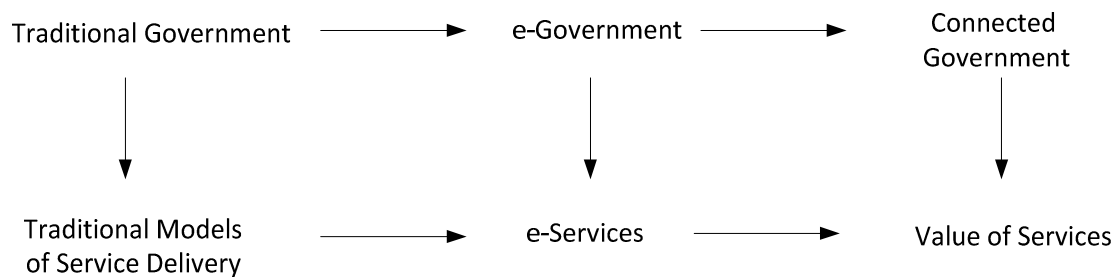 Traditional Government
e-Government
Connected
Government
Traditional Models
of Service Delivery
e-Services
Value of Services